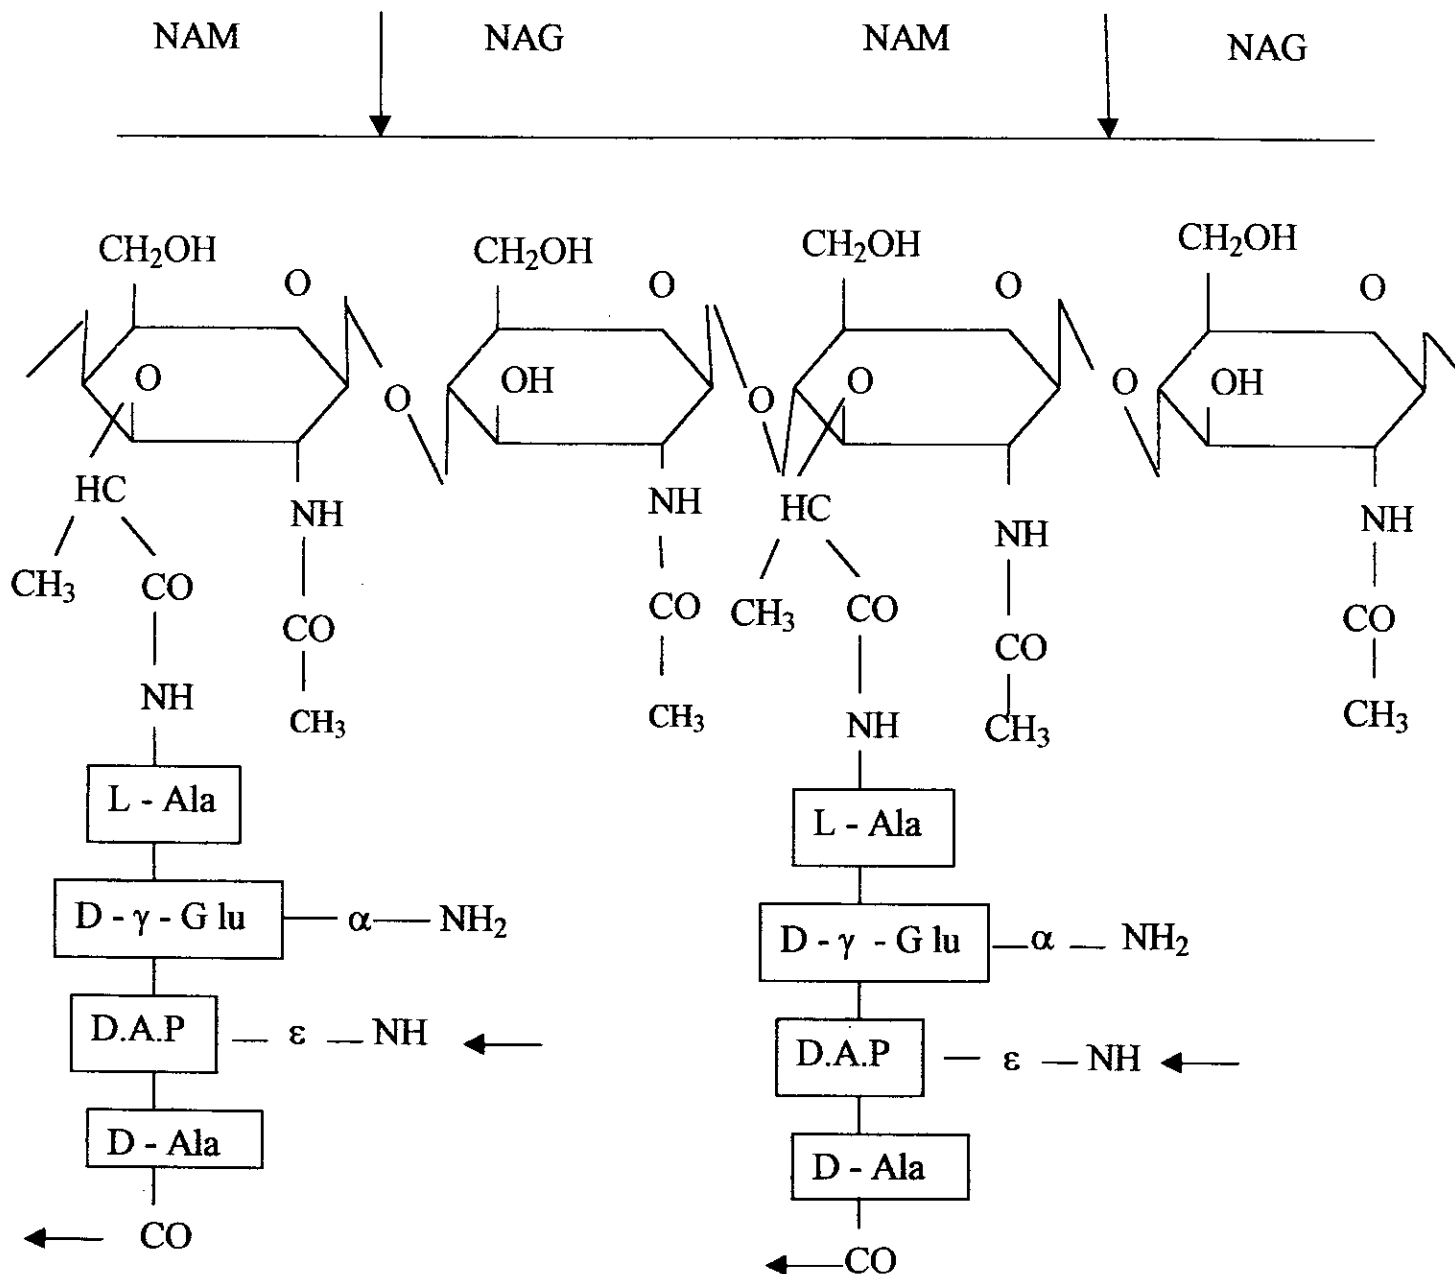 NAM NAG NAM NAG
CH₂OH CH₂OH CH₂OH CH₂OH
O O O O
O OH O OH
O O O
HC NH NH HC NH NH
CH₃ CO CO CH₃ CO CO
CO CO
NH CH₃ CH₃ NH CH₃ CH₃
L - Ala L - Ala
D - γ - G lu α NH₂ D - γ - G lu α NH₂
D.A.P ε NH D.A.P ε NH
D - Ala D - Ala
CO CO